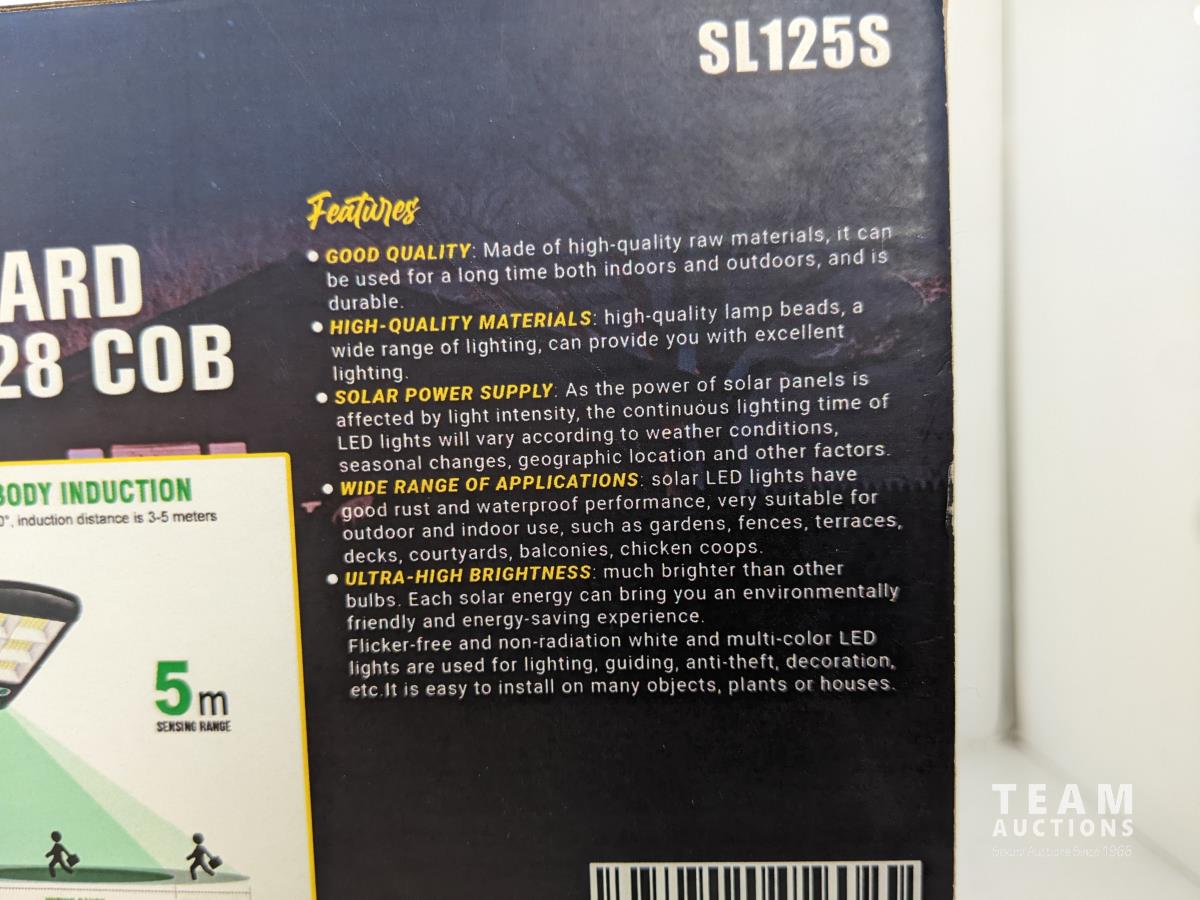 SL125S
Features
GOOD QUALITY: Made of high-quality raw materials, it can
be used for a long time both indoors and outdoors, and is
durable.
HIGH-QUALITY MATERIALS: high-quality lamp beads, a
wide range of lighting, can provide you with excellent
lighting.
SOLAR POWER SUPPLY: As the power of solar panels is
affected by light intensity, the continuous lighting time of
LED lights will vary according to weather conditions,
seasonal changes, geographic location and other factors.
WIDE RANGE OF APPLICATIONS: solar LED lights have
good rust and waterproof performance, very suitable for
outdoor and indoor use, such as gardens, fences, terraces,
decks, courtyards, balconies, chicken coops.
ULTRA-HIGH BRIGHTNESS: much brighter than other
bulbs. Each solar energy can bring you an environmentally
friendly and energy-saving experience.
Flicker-free and non-radiation white and multi-color LED
lights are used for lighting, guiding, anti-theft, decoration,
etc.It is easy to install on many objects, plants or houses.
ARD
28 COB
BODY INDUCTION
0°, induction distance is 3-5 meters
5m
SENSING RANGE
TEAM
AUCTIONS
Since 1966